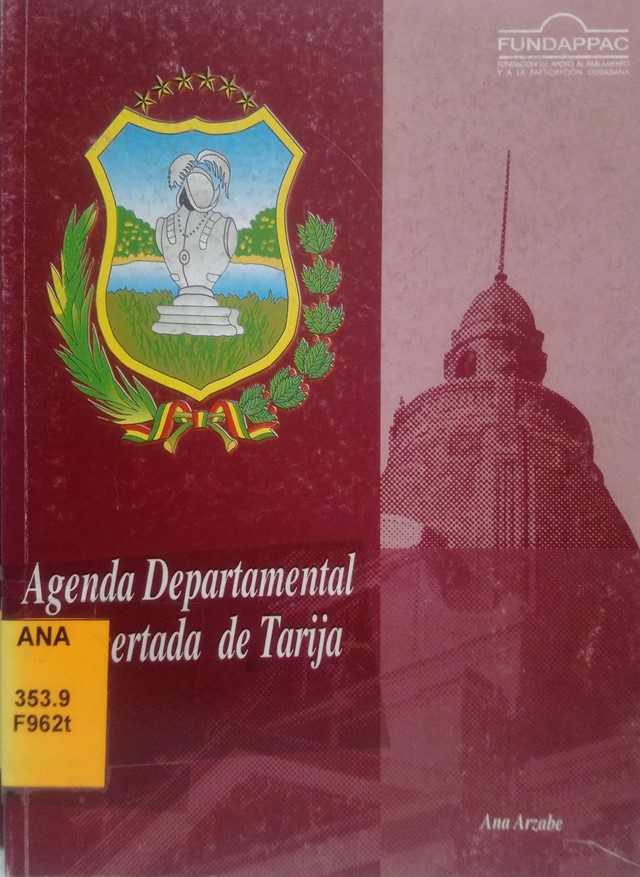 FUNDAPPAC
FUNDACIÓN DE APOYO AL PARLAMENTO
Y A LA PARTICIPACIÓN CIUDADANA
Agenda Departamental
ertada de Tarija
ANA
353.9
F962t
Ana Arzabe